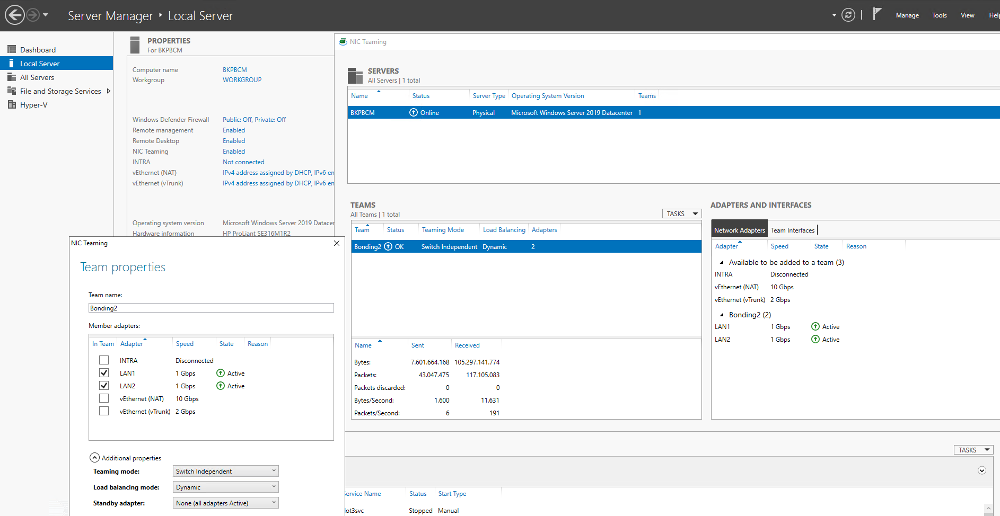 Server Manager ‣ Local Server
Manage Tools View Help
Dashboard
Local Server
All Servers
File and Storage Services
Hyper-V
PROPERTIES
For BKPBCM
Computer name BKPBCM
Workgroup WORKGROUP
Windows Defender Firewall Public: Off, Private: Off
Remote management Enabled
Remote Desktop Enabled
NIC Teaming Enabled
INTRA Not connected
vEthernet (NAT) IPv4 address assigned by DHCP, IPv6 en
vEthernet (vTrunk) IPv4 address assigned by DHCP, IPv6 en
Operating system version Microsoft Windows Server 2019 Datacer
Hardware information HP ProLiant SE316M1R2
NIC Teaming
SERVERS
All Servers | 1 total
Name Status Server Type Operating System Version Teams
BKPBCM Online Physical Microsoft Windows Server 2019 Datacenter 1
TEAMS
All Teams | 1 total
TASKS
Team Status Teaming Mode Load Balancing Adapters
Bonding2 OK Switch Independent Dynamic 2
Name Sent Received
Bytes: 7.601.664.168 105.297.141.774
Packets: 43.047.475 117.105.083
Packets discarded: 0 0
Bytes/Second: 1.600 11.631
Packets/Second: 6 191
ADAPTERS AND INTERFACES
Network Adapters Team Interfaces
Adapter Speed State Reason
Available to be added to a team (3)
INTRA Disconnected
vEthernet (NAT) 10 Gbps
vEthernet (vTrunk) 2 Gbps
Bonding2 (2)
LAN1 1 Gbps Active
LAN2 1 Gbps Active
NIC Teaming
Team properties
Team name:
Bonding2
Member adapters:
In Team Adapter Speed State Reason
INTRA Disconnected
LAN1 1 Gbps Active
LAN2 1 Gbps Active
vEthernet (NAT) 10 Gbps
vEthernet (vTrunk) 2 Gbps
Additional properties
Teaming mode: Switch Independent
Load balancing mode: Dynamic
Standby adapter: None (all adapters Active)
TASKS
Service Name Status Start Type
dot3svc Stopped Manual